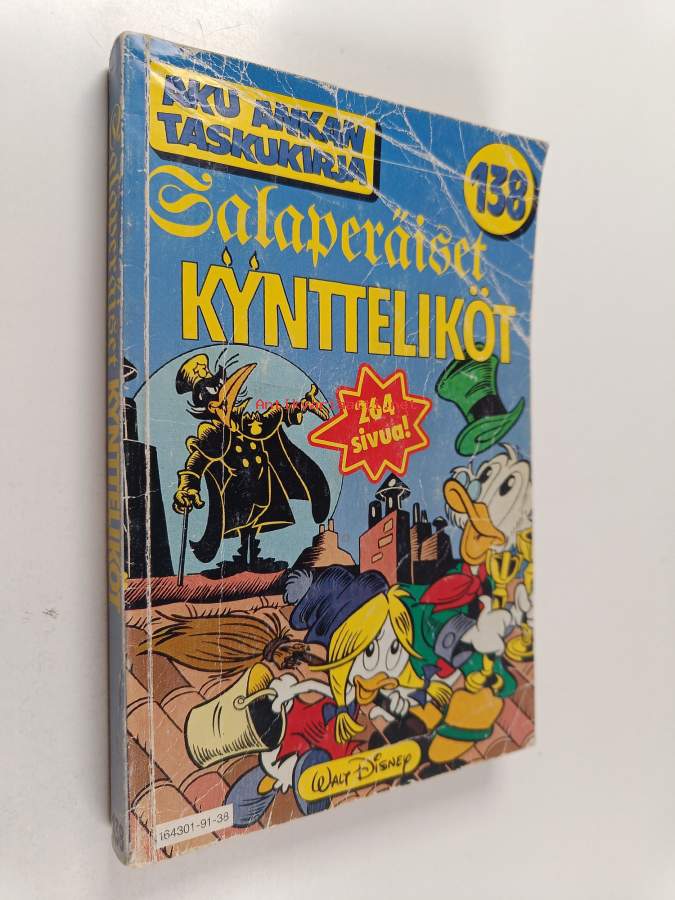 AKU ANKAN
TASKUKIRJA
138
Salaperäiset
KYNTTELIKÖT
264
sivua!
WALT DISNEY
164301-91-38
Salaperäiset KYNTTELIKÖT